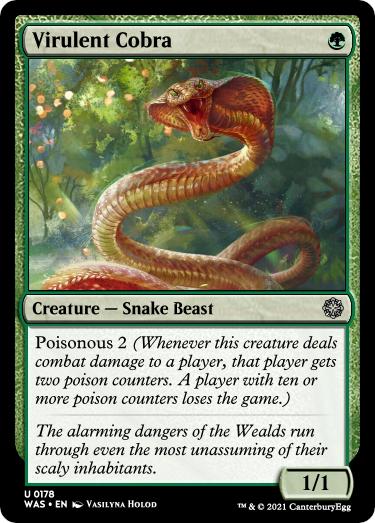 Virulent Cobra
Creature — Snake Beast
Poisonous 2 (Whenever this creature deals
combat damage to a player, that player gets
two poison counters. A player with ten or
more poison counters loses the game.)
The alarming dangers of the Wealds run
through even the most unassuming of their
scaly inhabitants.
1/1
U 0178
WAS • EN Vasilyna Holod
™ & © 2021 CanterburyEgg